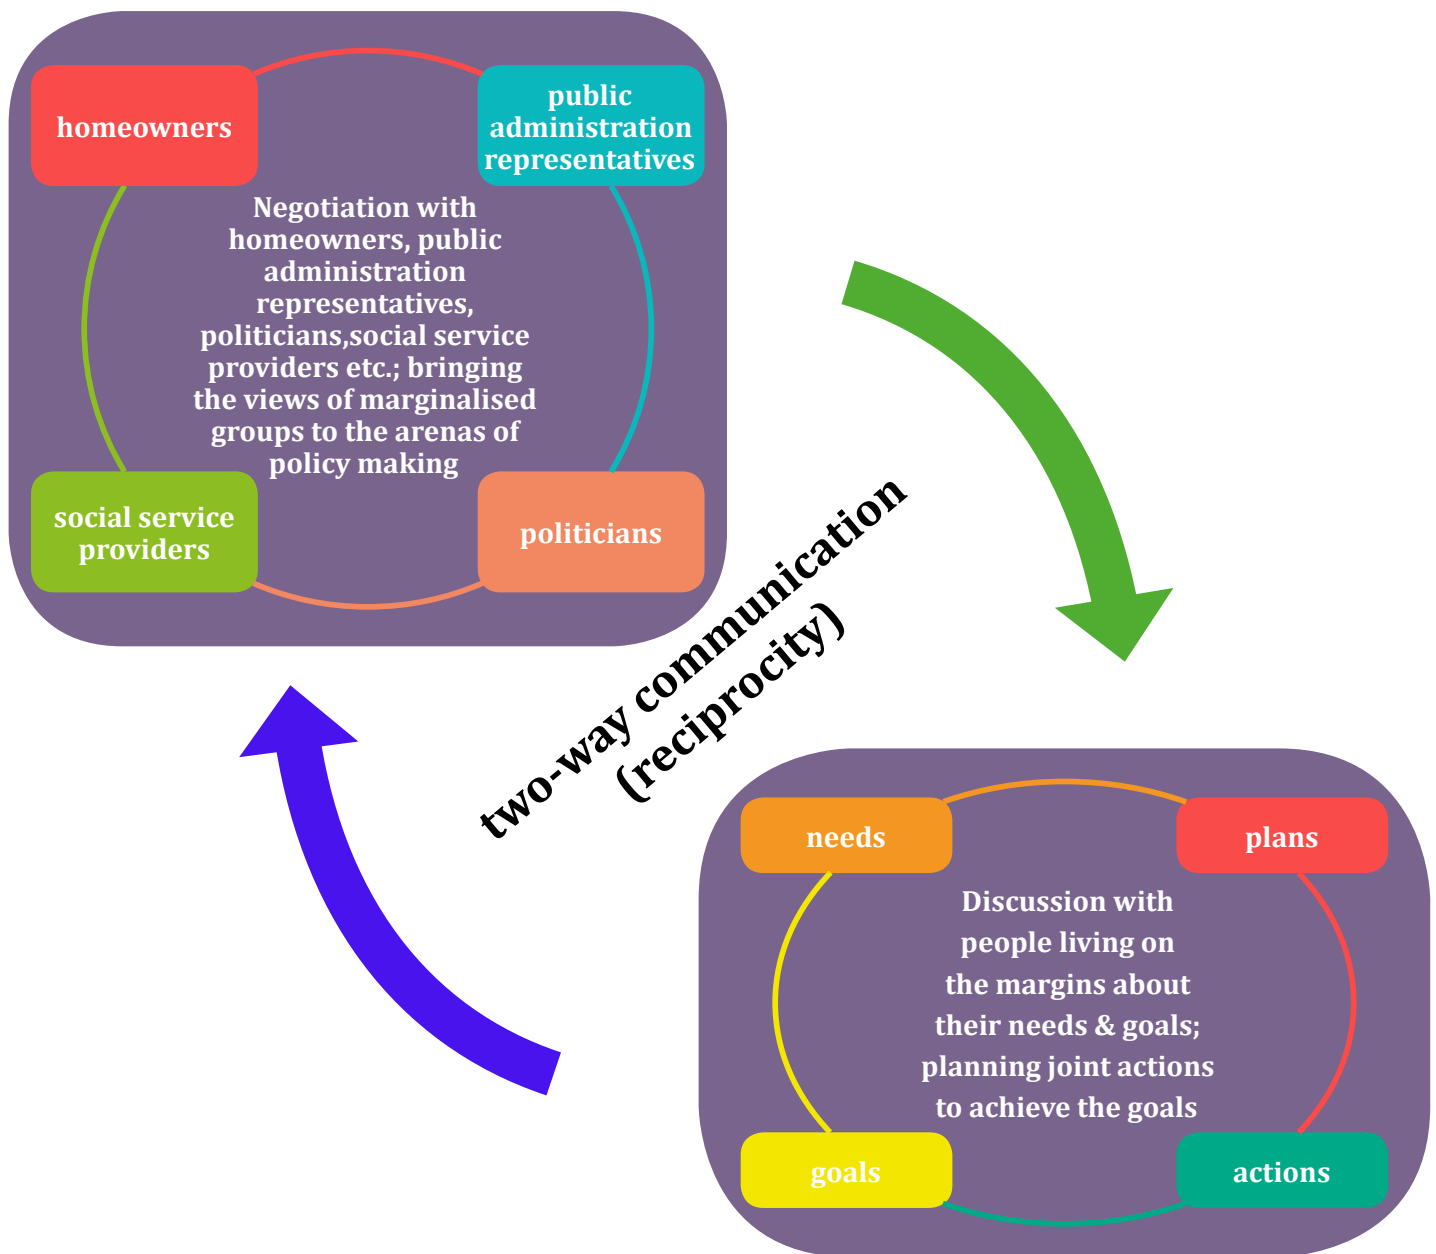 homeowners
public
administration
representatives
Negotiation with
homeowners, public
administration
representatives,
politicians,social service
providers etc.; bringing
the views of marginalised
groups to the arenas of
policy making
social service
providers
politicians
two-way communication
(reciprocity)
needs
plans
Discussion with
people living on
the margins about
their needs & goals;
planning joint actions
to achieve the goals
goals
actions